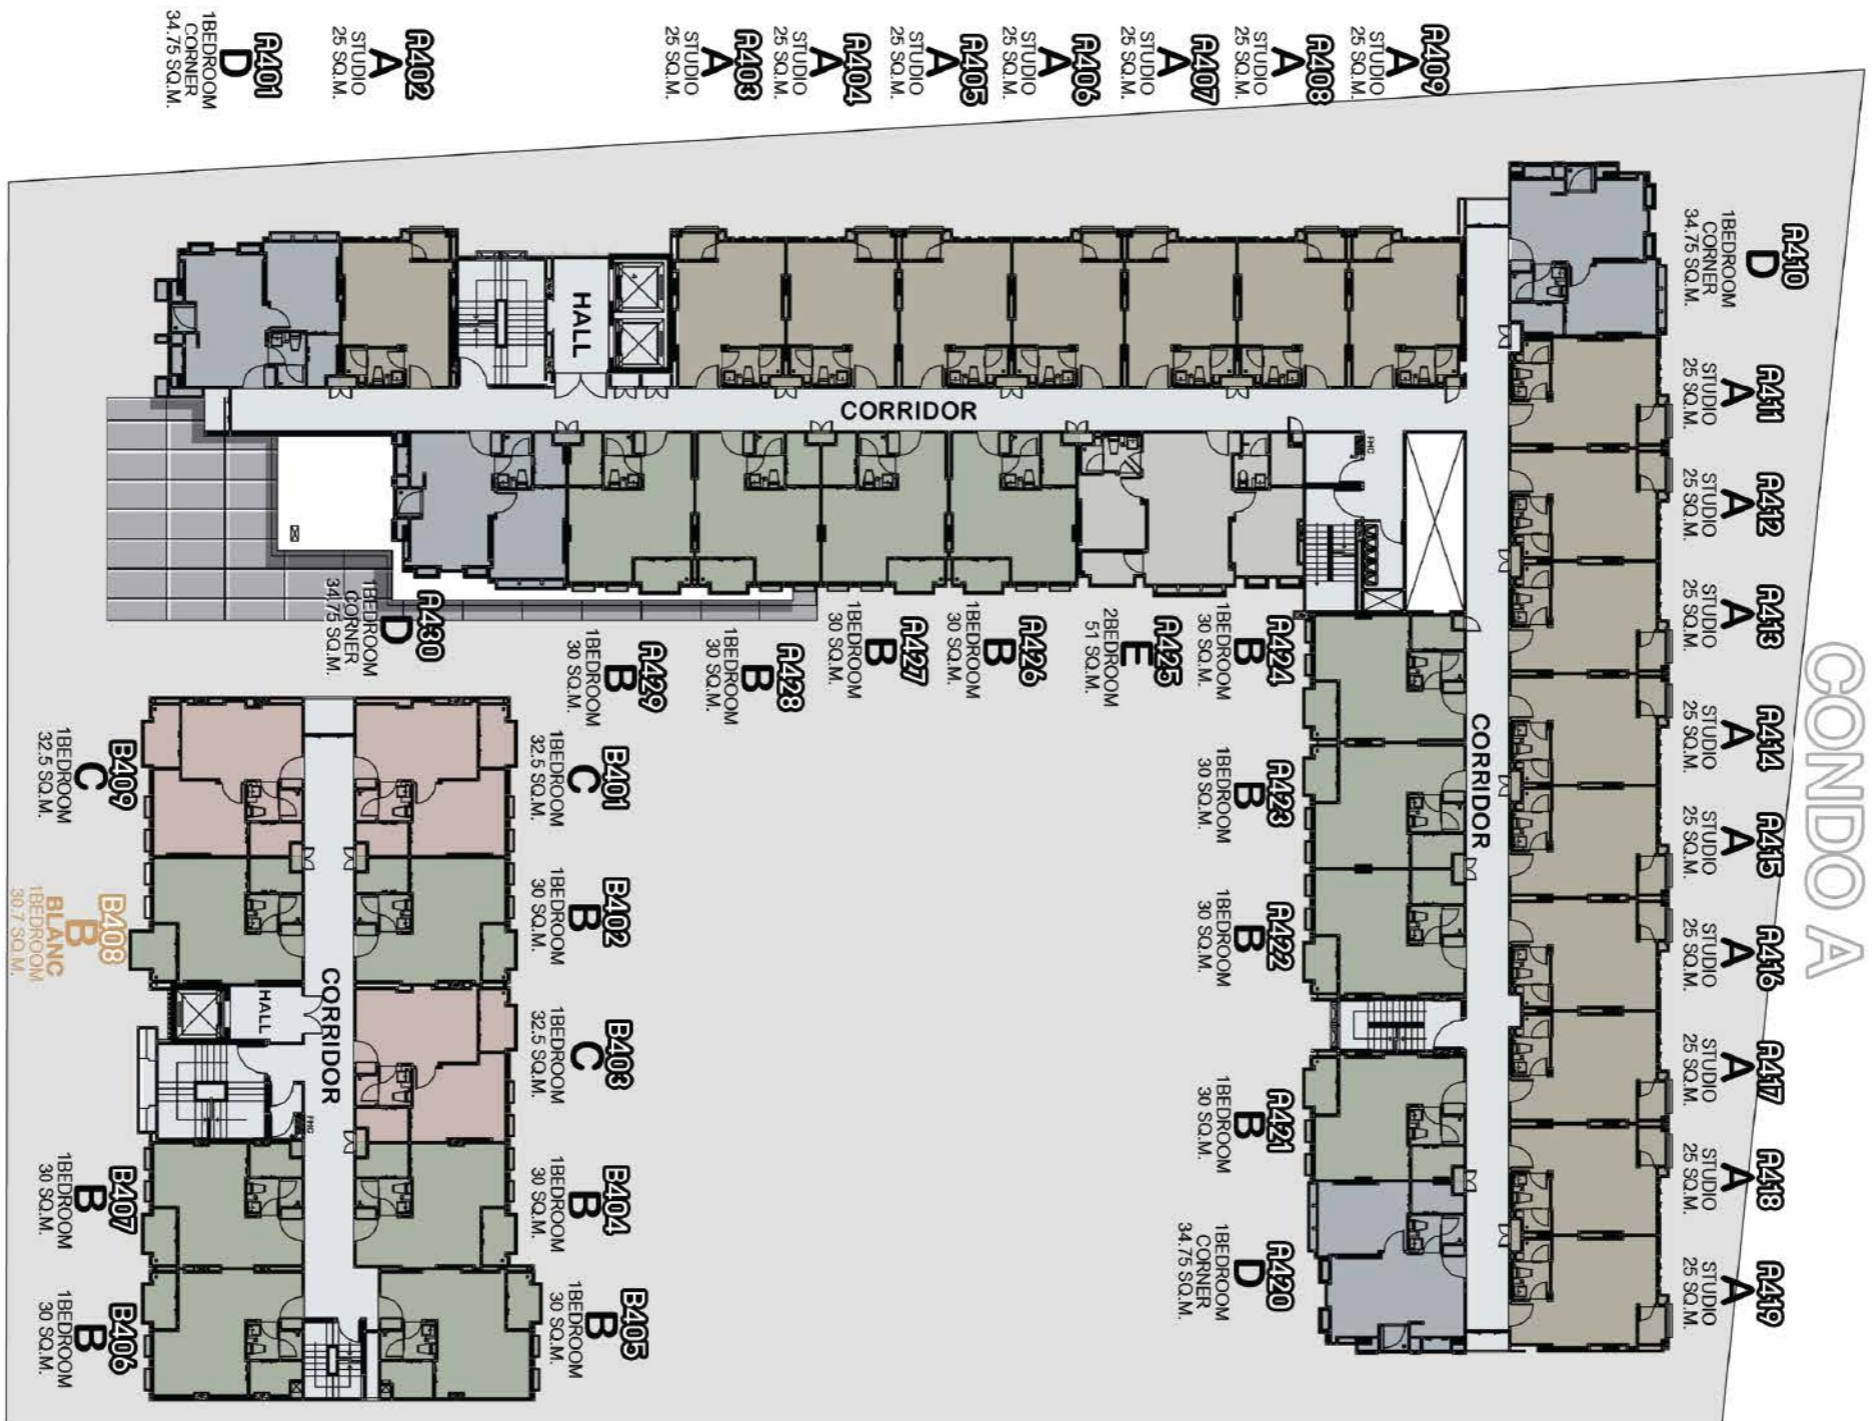 A401
D
1BEDROOM
CORNER
34.75 SQ.M.
A402
A
STUDIO
25 SQ.M.
A403
A
STUDIO
25 SQ.M.
A404
A
STUDIO
25 SQ.M.
A405
A
STUDIO
25 SQ.M.
A406
A
STUDIO
25 SQ.M.
A407
A
STUDIO
25 SQ.M.
A408
A
STUDIO
25 SQ.M.
A409
A
STUDIO
25 SQ.M.
A410
D
1BEDROOM
CORNER
34.75 SQ.M.
A411
A
STUDIO
25 SQ.M.
A412
A
STUDIO
25 SQ.M.
A413
A
STUDIO
25 SQ.M.
A414
A
STUDIO
25 SQ.M.
A415
A
STUDIO
25 SQ.M.
A416
A
STUDIO
25 SQ.M.
A417
A
STUDIO
25 SQ.M.
A418
A
STUDIO
25 SQ.M.
A419
A
STUDIO
25 SQ.M.
CONDO A
HALL
CORRIDOR
FHC
CORRIDOR
A430
D
1BEDROOM
CORNER
34.75 SQ.M.
A429
B
1BEDROOM
30 SQ.M.
A428
B
1BEDROOM
30 SQ.M.
A427
B
1BEDROOM
30 SQ.M.
A426
B
1BEDROOM
30 SQ.M.
A425
E
2BEDROOM
51 SQ.M.
A424
B
1BEDROOM
30 SQ.M.
A423
B
1BEDROOM
30 SQ.M.
A422
B
1BEDROOM
30 SQ.M.
A421
B
1BEDROOM
30 SQ.M.
A420
D
1BEDROOM
CORNER
34.75 SQ.M.
B401
C
1BEDROOM
32.5 SQ.M.
B402
B
1BEDROOM
30 SQ.M.
B403
C
1BEDROOM
32.5 SQ.M.
B404
B
1BEDROOM
30 SQ.M.
B405
B
1BEDROOM
30 SQ.M.
CORRIDOR
HALL
FHC
B409
C
1BEDROOM
32.5 SQ.M.
B408
B
BLANC
1BEDROOM
30.7 SQ.M.
B407
B
1BEDROOM
30 SQ.M.
B406
B
1BEDROOM
30 SQ.M.